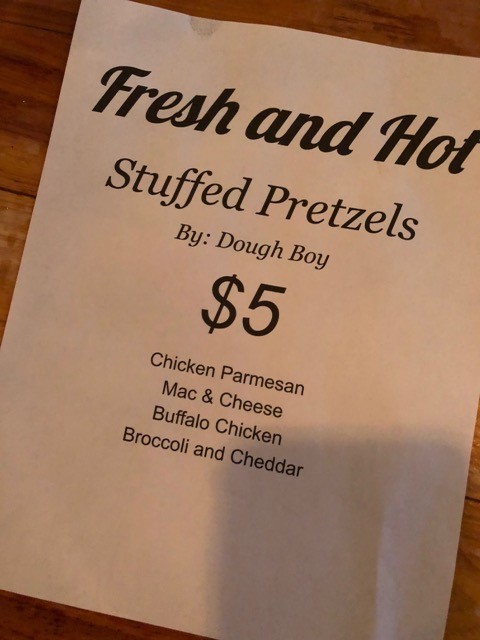 Fresh and Hot
Stuffed Pretzels
By: Dough Boy
$5
Chicken Parmesan
Mac & Cheese
Buffalo Chicken
Broccoli and Cheddar